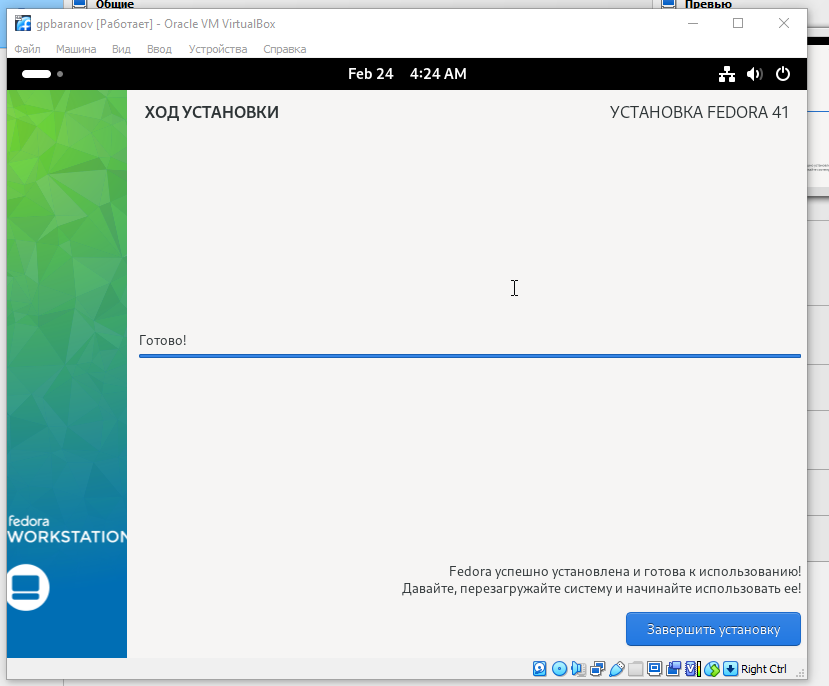 Общие
Превью
gpbaranov [Работает] - Oracle VM VirtualBox
Файл Машина Вид Ввод Устройства Справка
Feb 24 4:24 AM
ХОД УСТАНОВКИ
УСТАНОВКА FEDORA 41
Готово!
fedora
WORKSTATION
Fedora успешно установлена и готова к использованию!
Давайте, перезагружайте систему и начинайте использовать ее!
Завершить установку
Right Ctrl